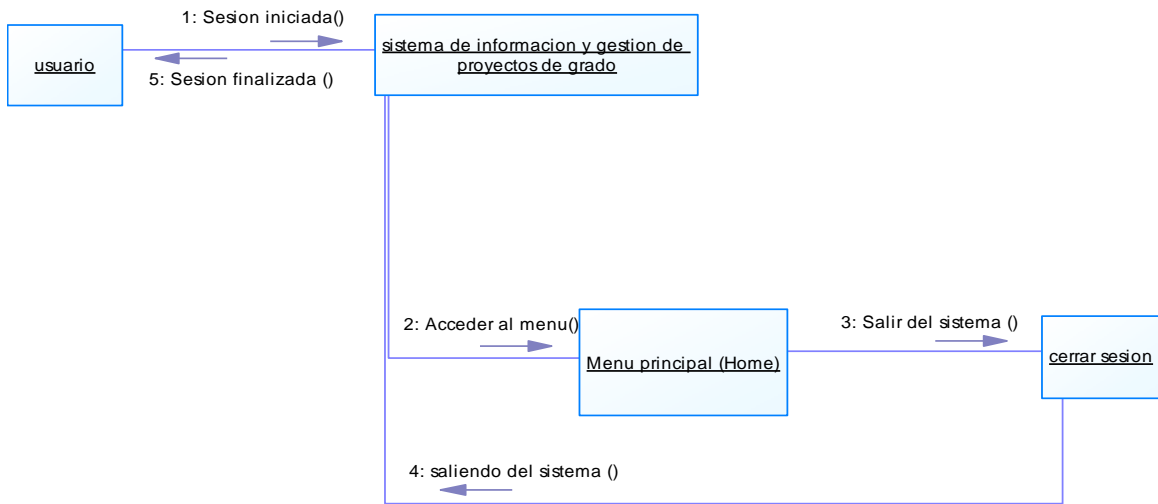 1: Sesion iniciada()
usuario
sistema de informacion y gestion de
proyectos de grado
5: Sesion finalizada ()
2: Acceder al menu()
Menu principal (Home)
3: Salir del sistema ()
cerrar sesion
4: saliendo del sistema ()